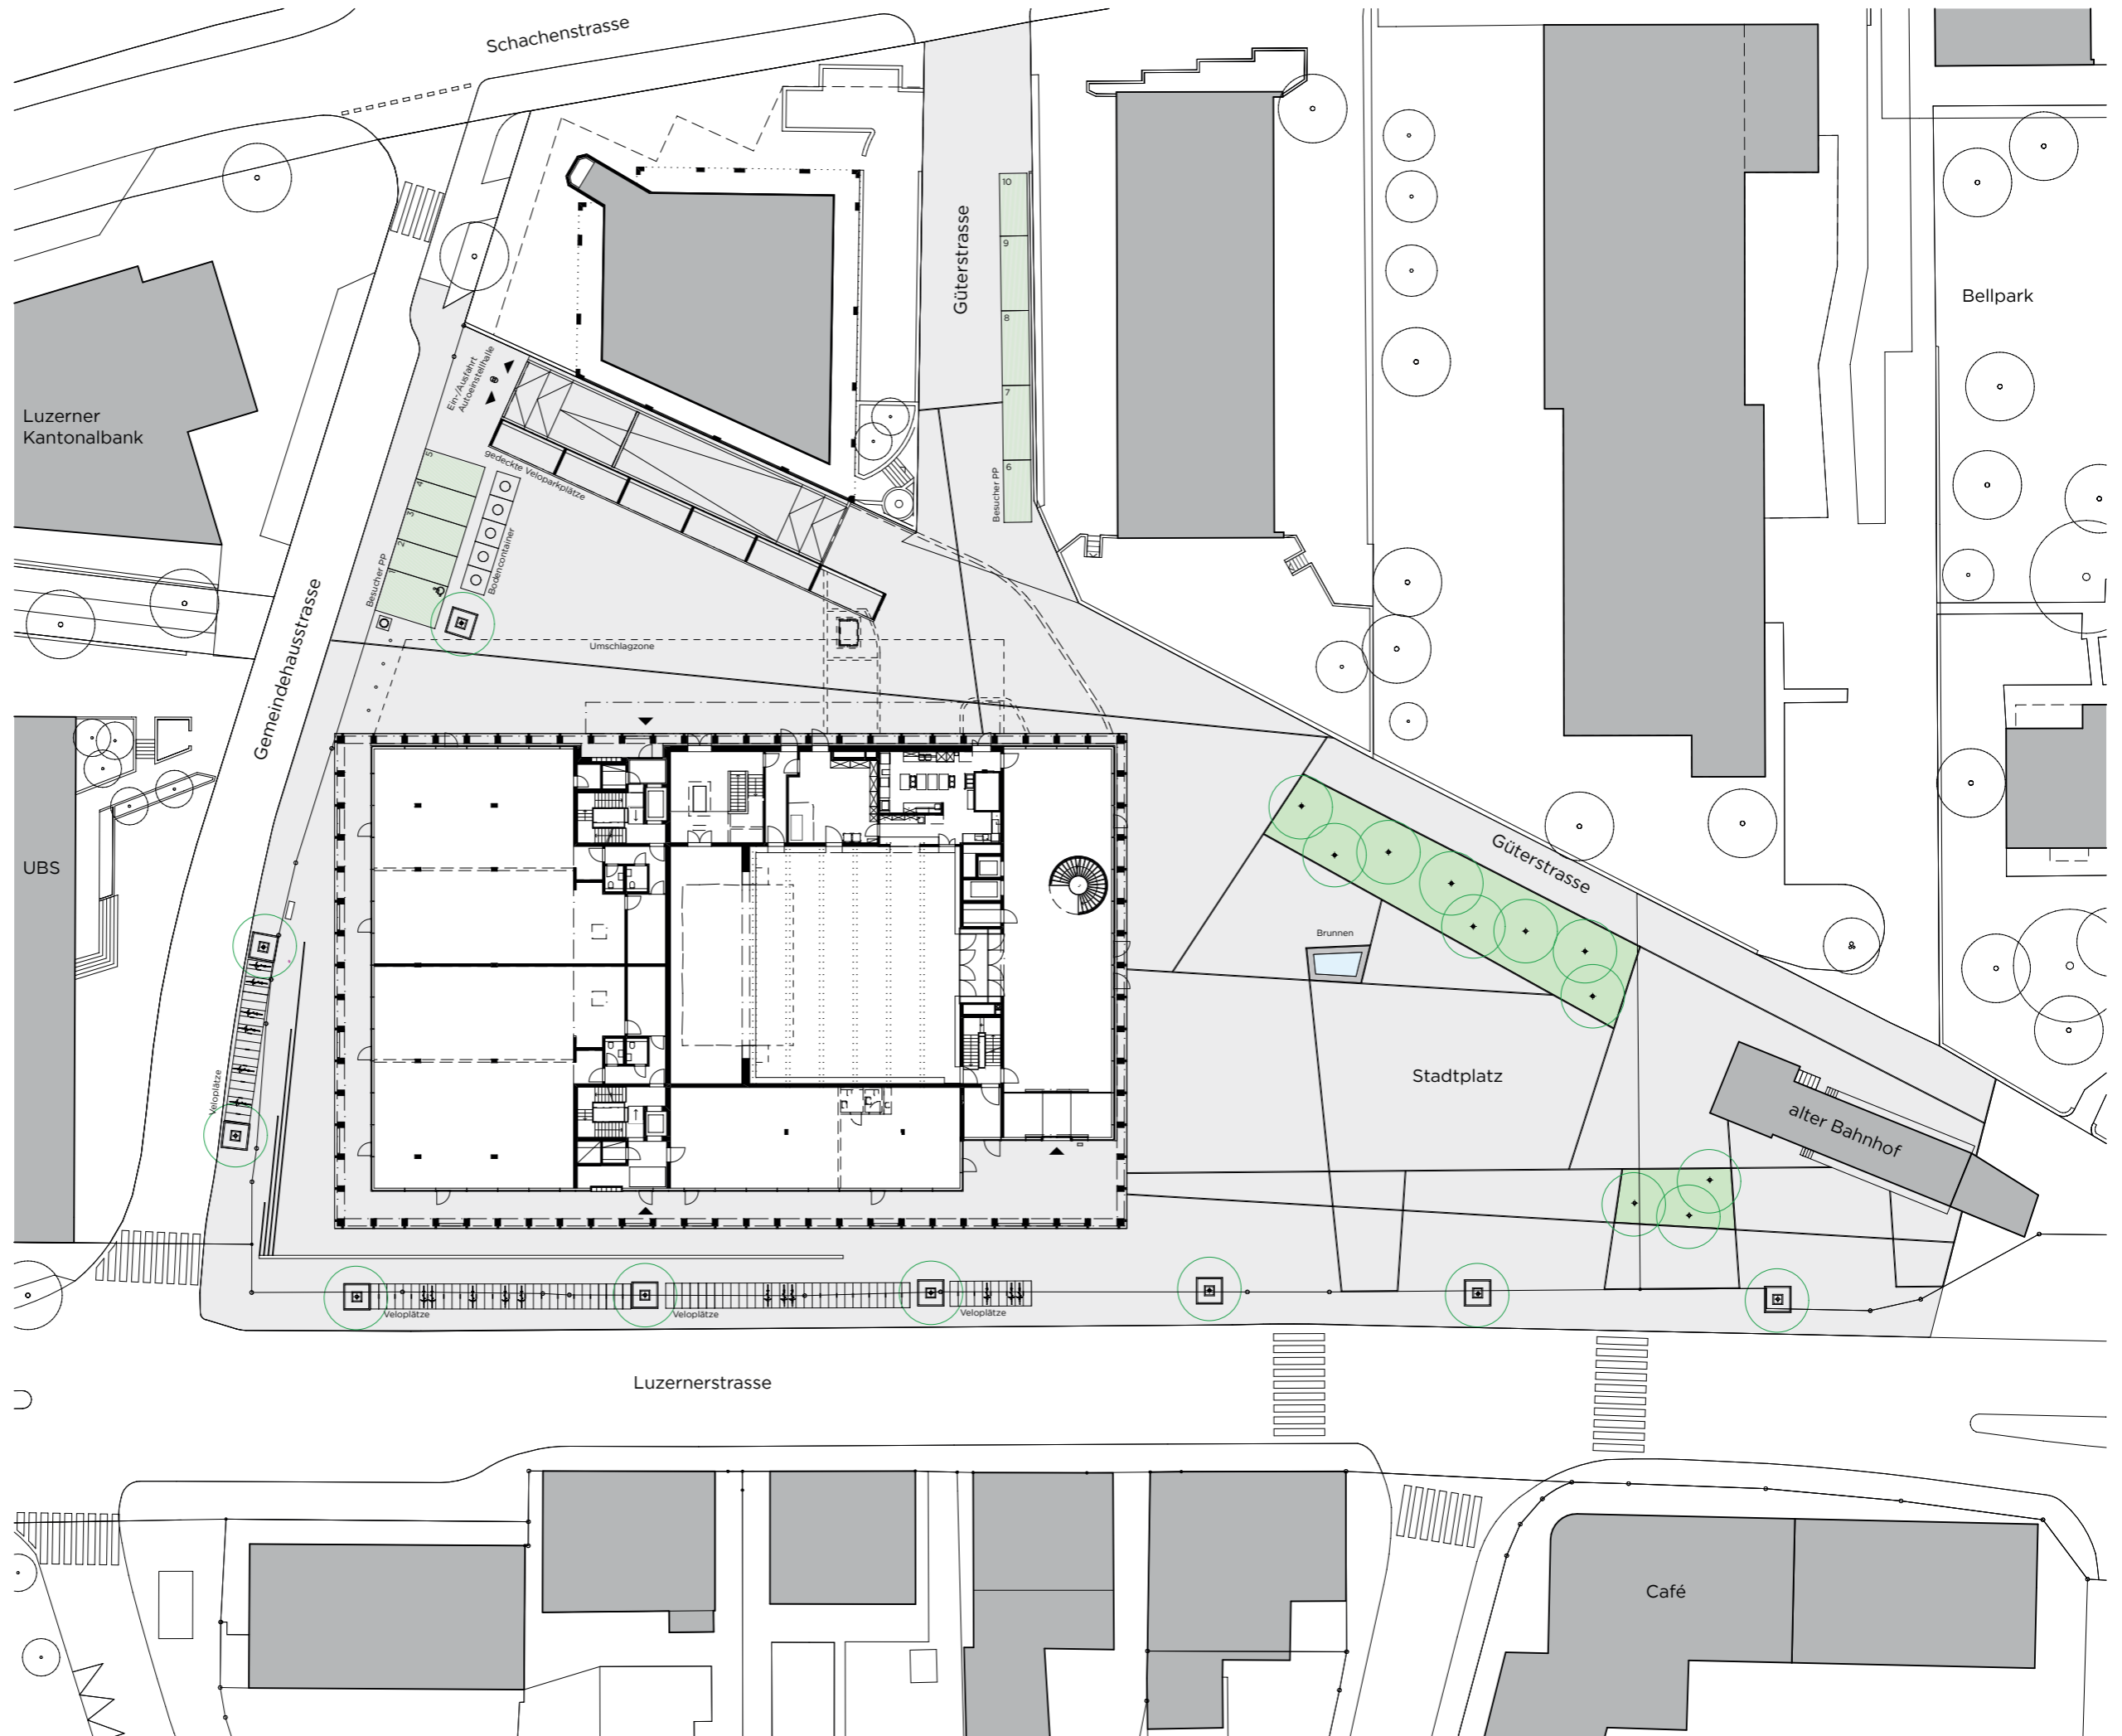 Schachenstrasse
Güterstrasse
10
9
8
7
6
Besucher PP
Bellpark
Luzerner
Kantonalbank
Ein-/Ausfahrt
Autoeinstellhalle
gedeckte Veloparkplätze
5
4
3
2
1
Besucher PP
Bodencontainer
Umschlagzone
Gemeindehausstrasse
UBS
Güterstrasse
Brunnen
Stadtplatz
alter Bahnhof
Veloplätze
Veloplätze
Veloplätze
Veloplätze
Luzernerstrasse
Café